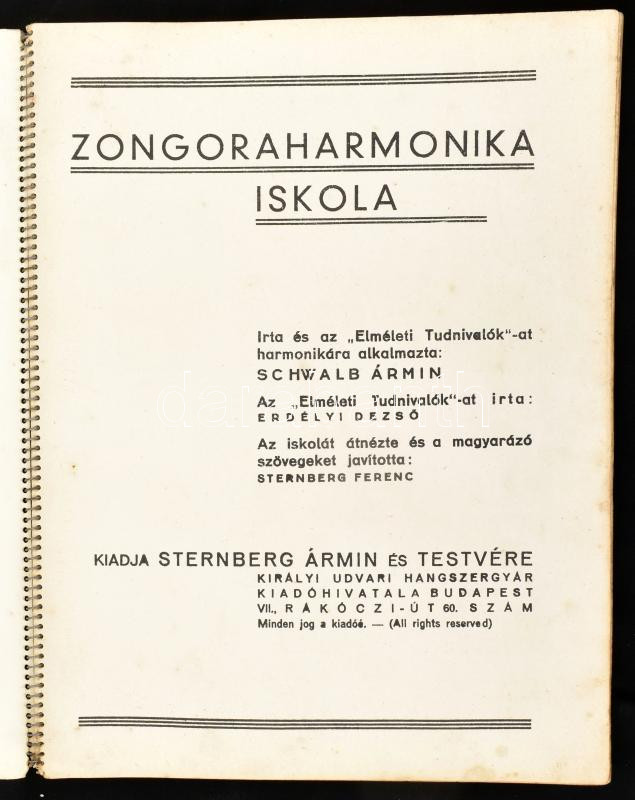 ZONGORAHARMONIKA
ISKOLA
Irta és az „Elméleti Tudnivalók“-at
harmonikára alkalmazta:
SCHWALB ÁRMIN
Az „Elméleti Tudnivalók“-at irta:
ERDÉLYI DEZSŐ
Az iskolát átnézte és a magyarázó
szövegeket javította:
STERNBERG FERENC
KIADJA STERNBERG ÁRMIN ÉS TESTVÉRE
KIRÁLYI UDVARI HANGSZERGYÁR
KIADÓHIVATALA BUDAPEST
VII., RÁKÓCZI-ÚT 60. SZÁM
Minden jog a kiadóé. — (All rights reserved)